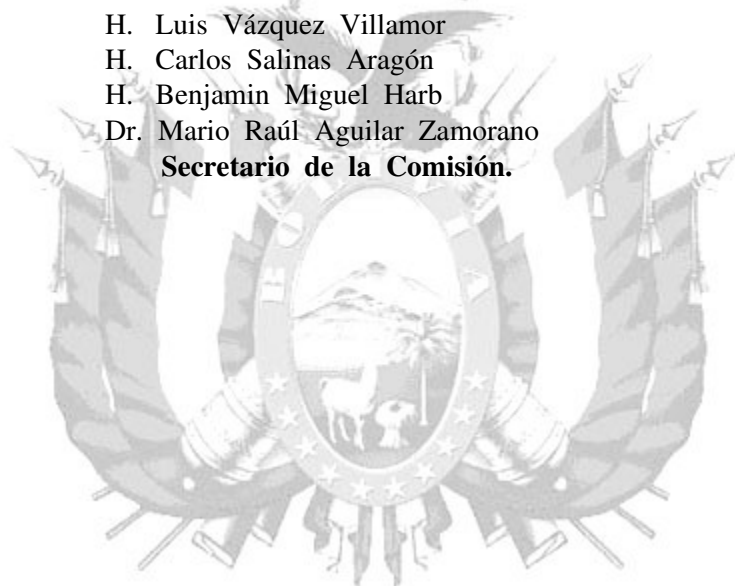 H. Luis Vázquez Villamor
H. Carlos Salinas Aragón
H. Benjamin Miguel Harb
Dr. Mario Raúl Aguilar Zamorano
Secretario de la Comisión.